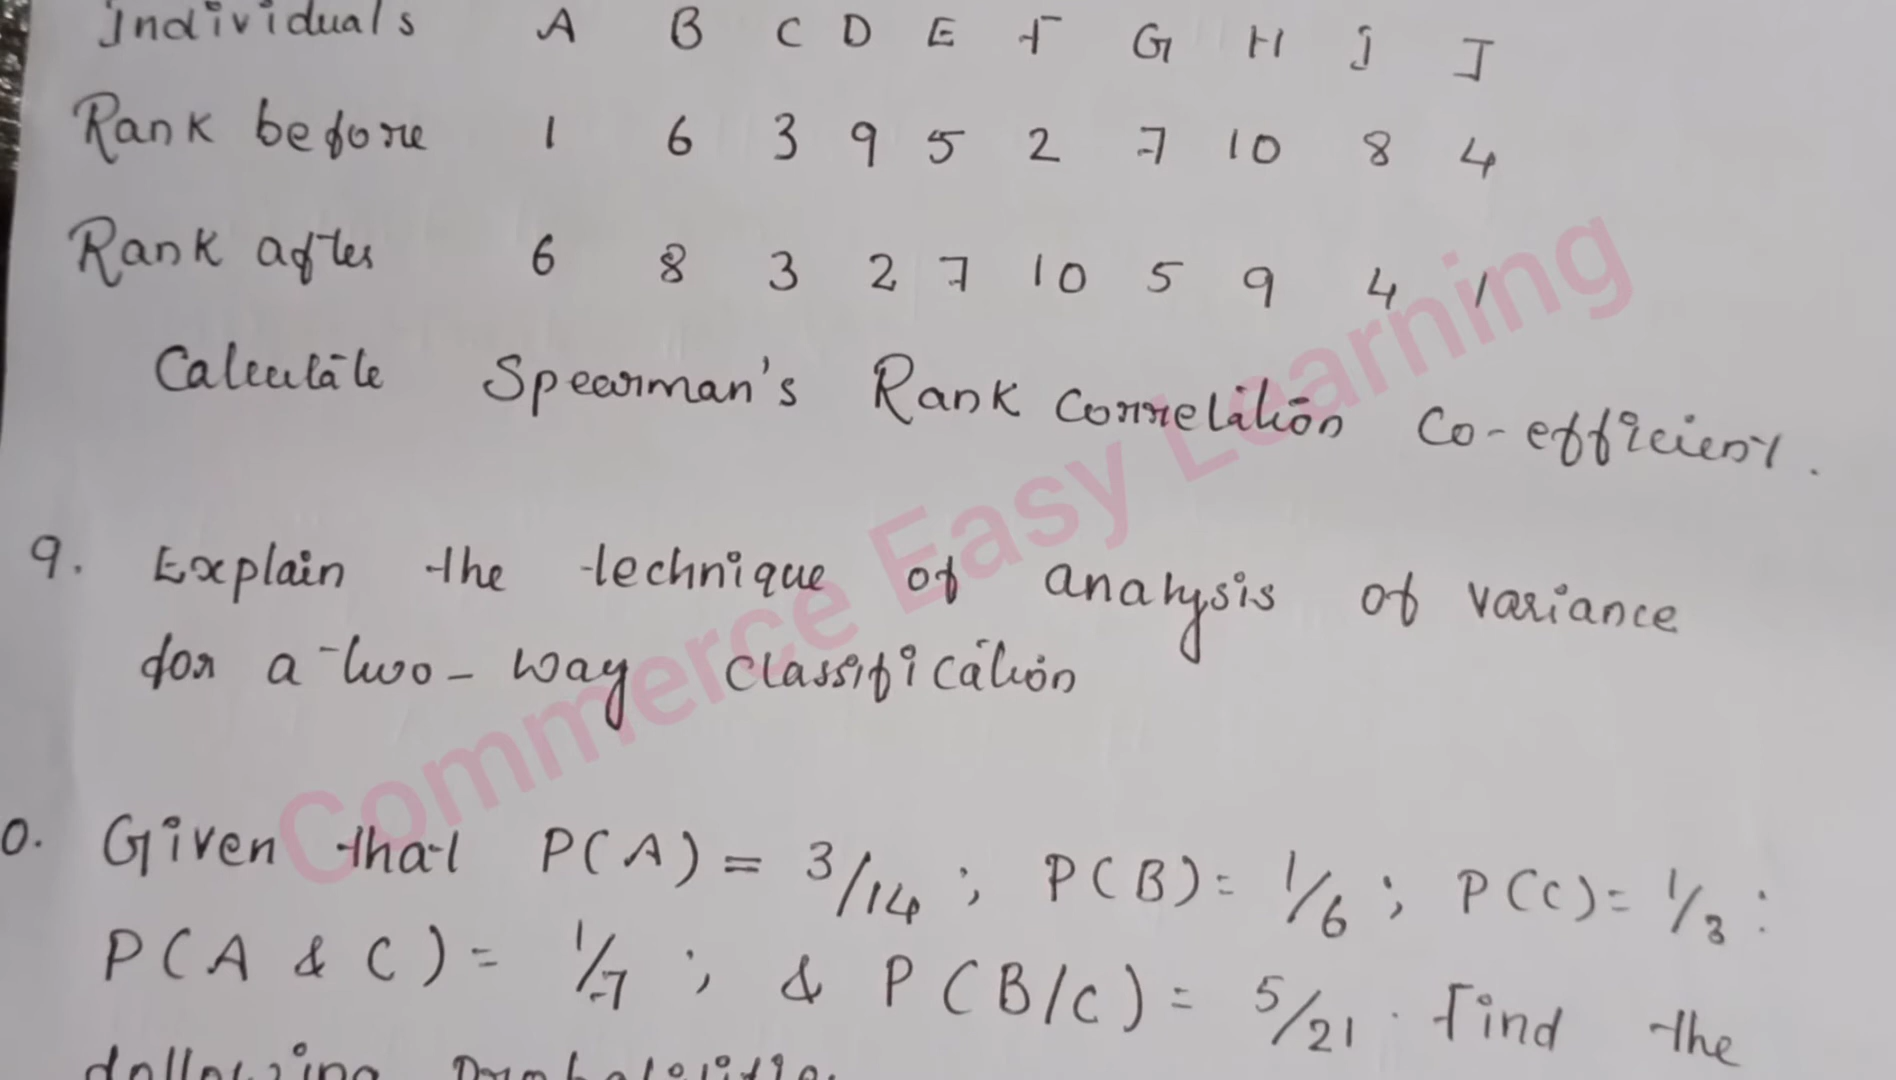 Individuals A B C D E F G H I J
Rank before 1 6 3 9 5 2 7 10 8 4
Rank after 6 8 3 2 7 10 5 9 4 1
Calculate Spearman's Rank Correlation Co-efficient.
9. Explain the technique of analysis of variance
for a two-way classification
0. Given that P(A) = 3/14 ; P(B) = 1/6 ; P(C) = 1/3 :
P(A & C) = 1/7 ; & P(B/C) = 5/21 . Find the
following
Commerce Easy Learning